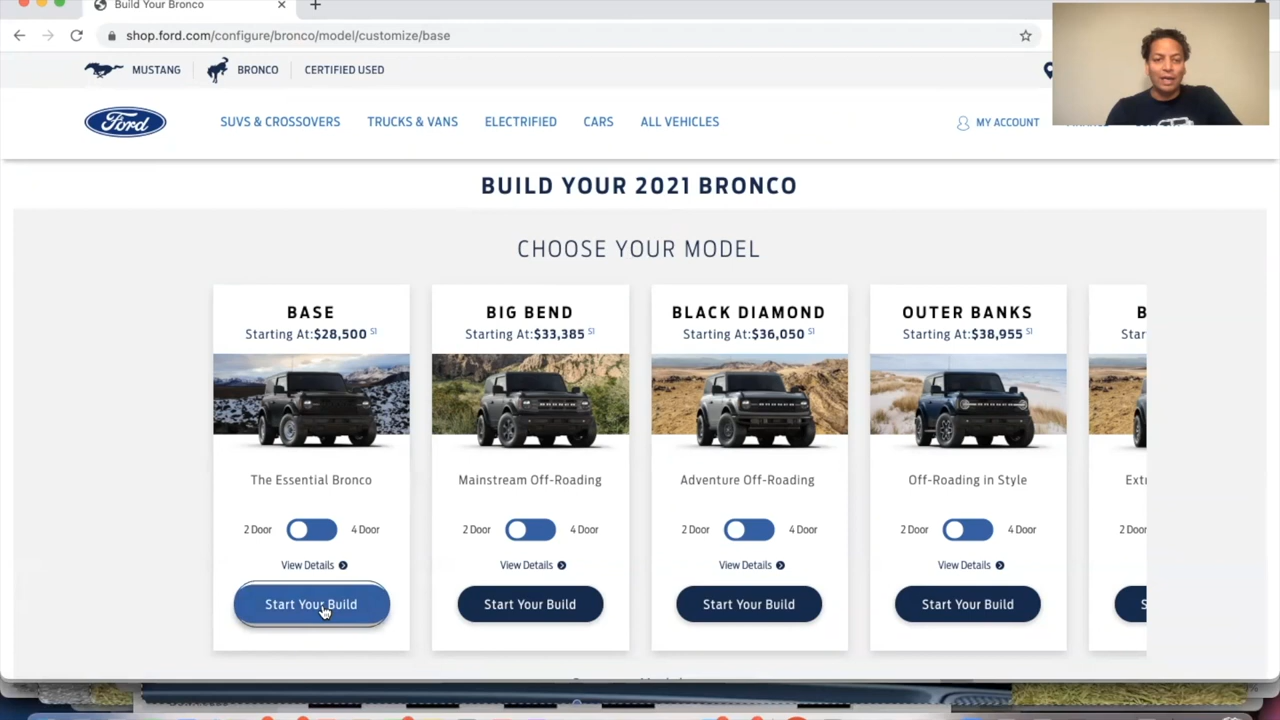 Build Your Bronco
shop.ford.com/configure/bronco/model/customize/base
MUSTANG BRONCO CERTIFIED USED
Ford SUVS & CROSSOVERS TRUCKS & VANS ELECTRIFIED CARS ALL VEHICLES MY ACCOUNT
BUILD YOUR 2021 BRONCO
CHOOSE YOUR MODEL
BASE
Starting At:$28,500 S1
The Essential Bronco
2 Door 4 Door
View Details
Start Your Build
BIG BEND
Starting At:$33,385 S1
Mainstream Off-Roading
2 Door 4 Door
View Details
Start Your Build
BLACK DIAMOND
Starting At:$36,050 S1
Adventure Off-Roading
2 Door 4 Door
View Details
Start Your Build
OUTER BANKS
Starting At:$38,955 S1
Off-Roading in Style
2 Door 4 Door
View Details
Start Your Build
B
Star
Ext
2 Door
S